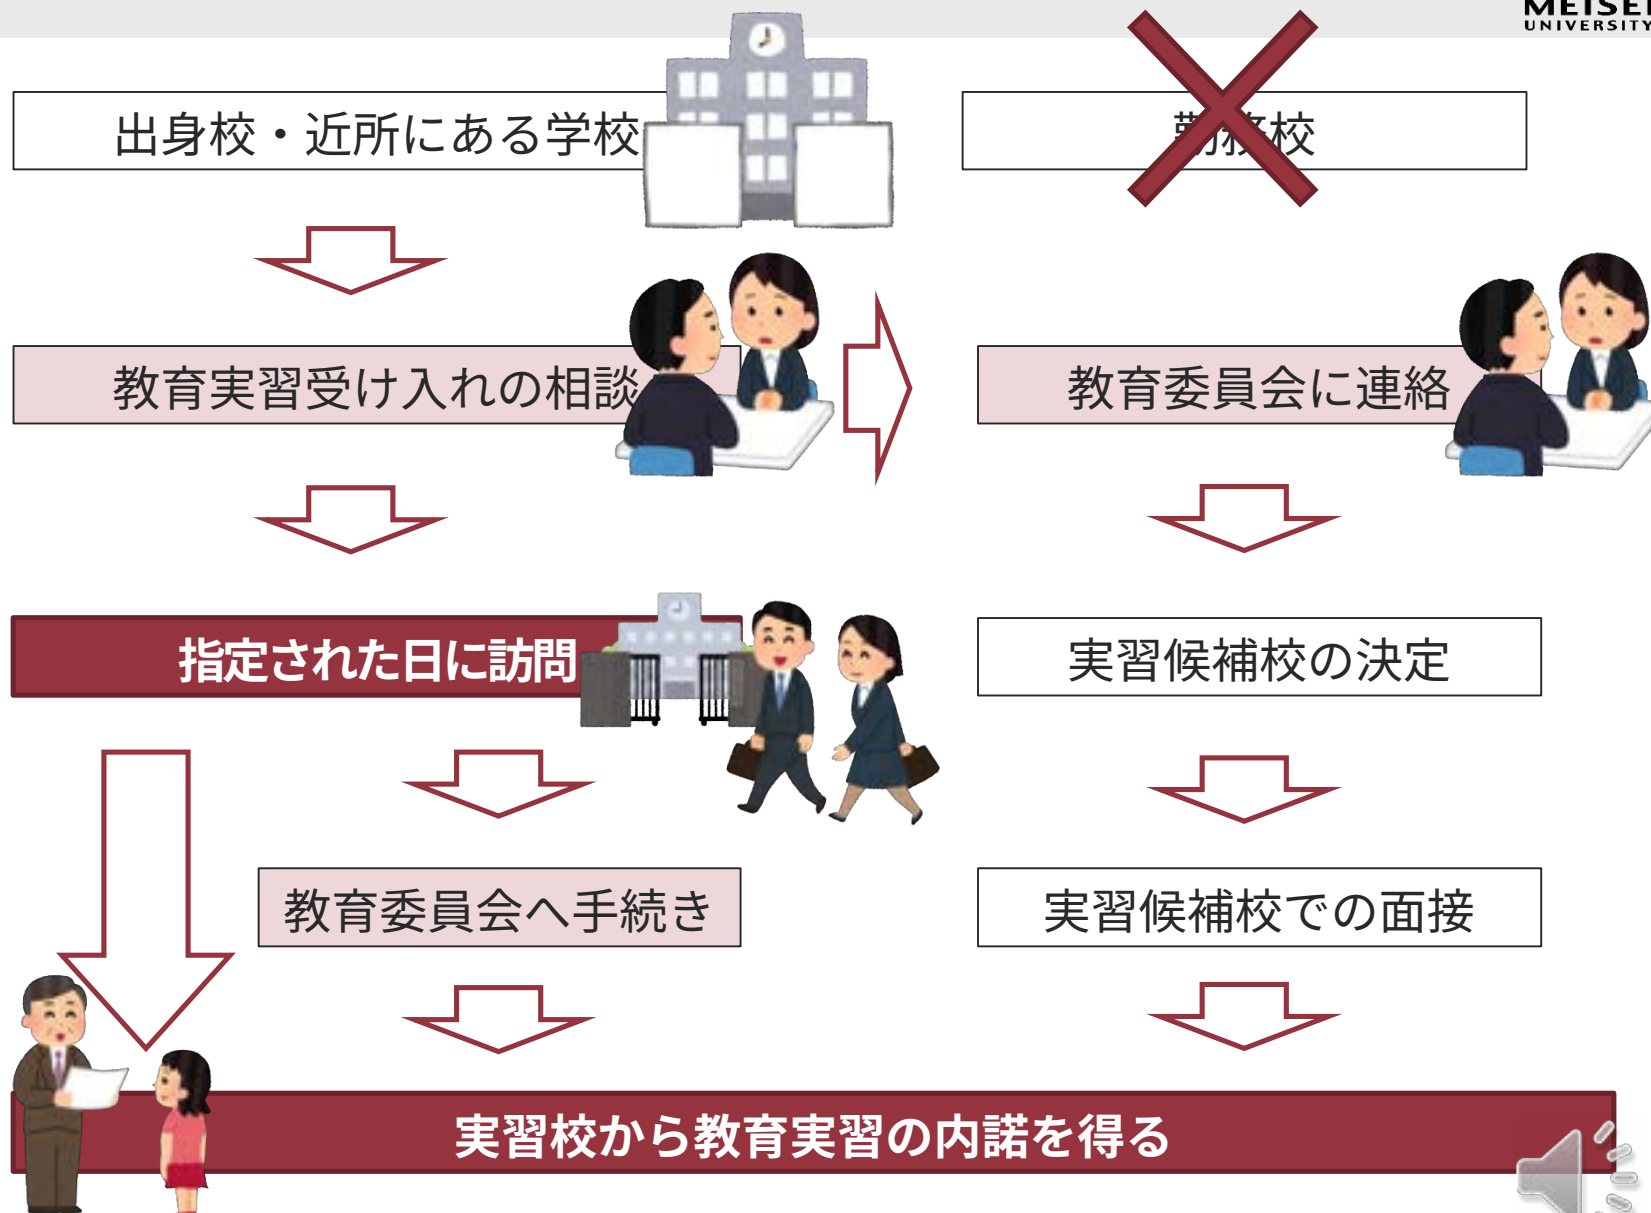 MEISEI
UNIVERSITY
出身校・近所にある学校
勤務校
教育実習受け入れの相談
教育委員会に連絡
指定された日に訪問
実習候補校の決定
教育委員会へ手続き
実習候補校での面接
実習校から教育実習の内諾を得る